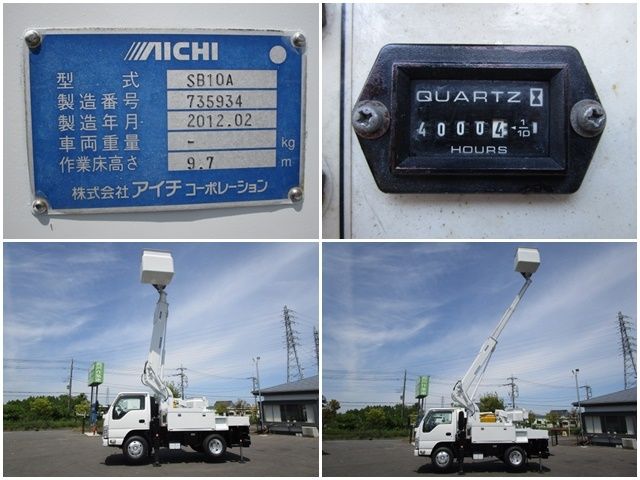 AICHI
型 式 SB10A
製造番号 735934
製造年月 2012.02
車両重量 - kg
作業床高さ 9.7 m
株式会社 アイチ コーポレーション
QUARTZ
40004 1/10
HOURS